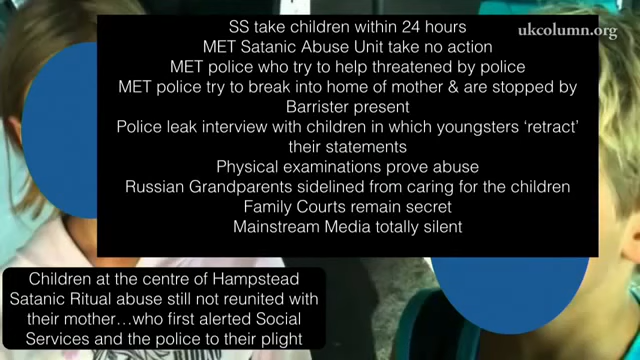 ukcolumn.org
SS take children within 24 hours
MET Satanic Abuse Unit take no action
MET police who try to help threatened by police
MET police try to break into home of mother & are stopped by
Barrister present
Police leak interview with children in which youngsters ‘retract’
their statements
Physical examinations prove abuse
Russian Grandparents sidelined from caring for the children
Family Courts remain secret
Mainstream Media totally silent
Children at the centre of Hampstead
Satanic Ritual abuse still not reunited with
their mother…who first alerted Social
Services and the police to their plight